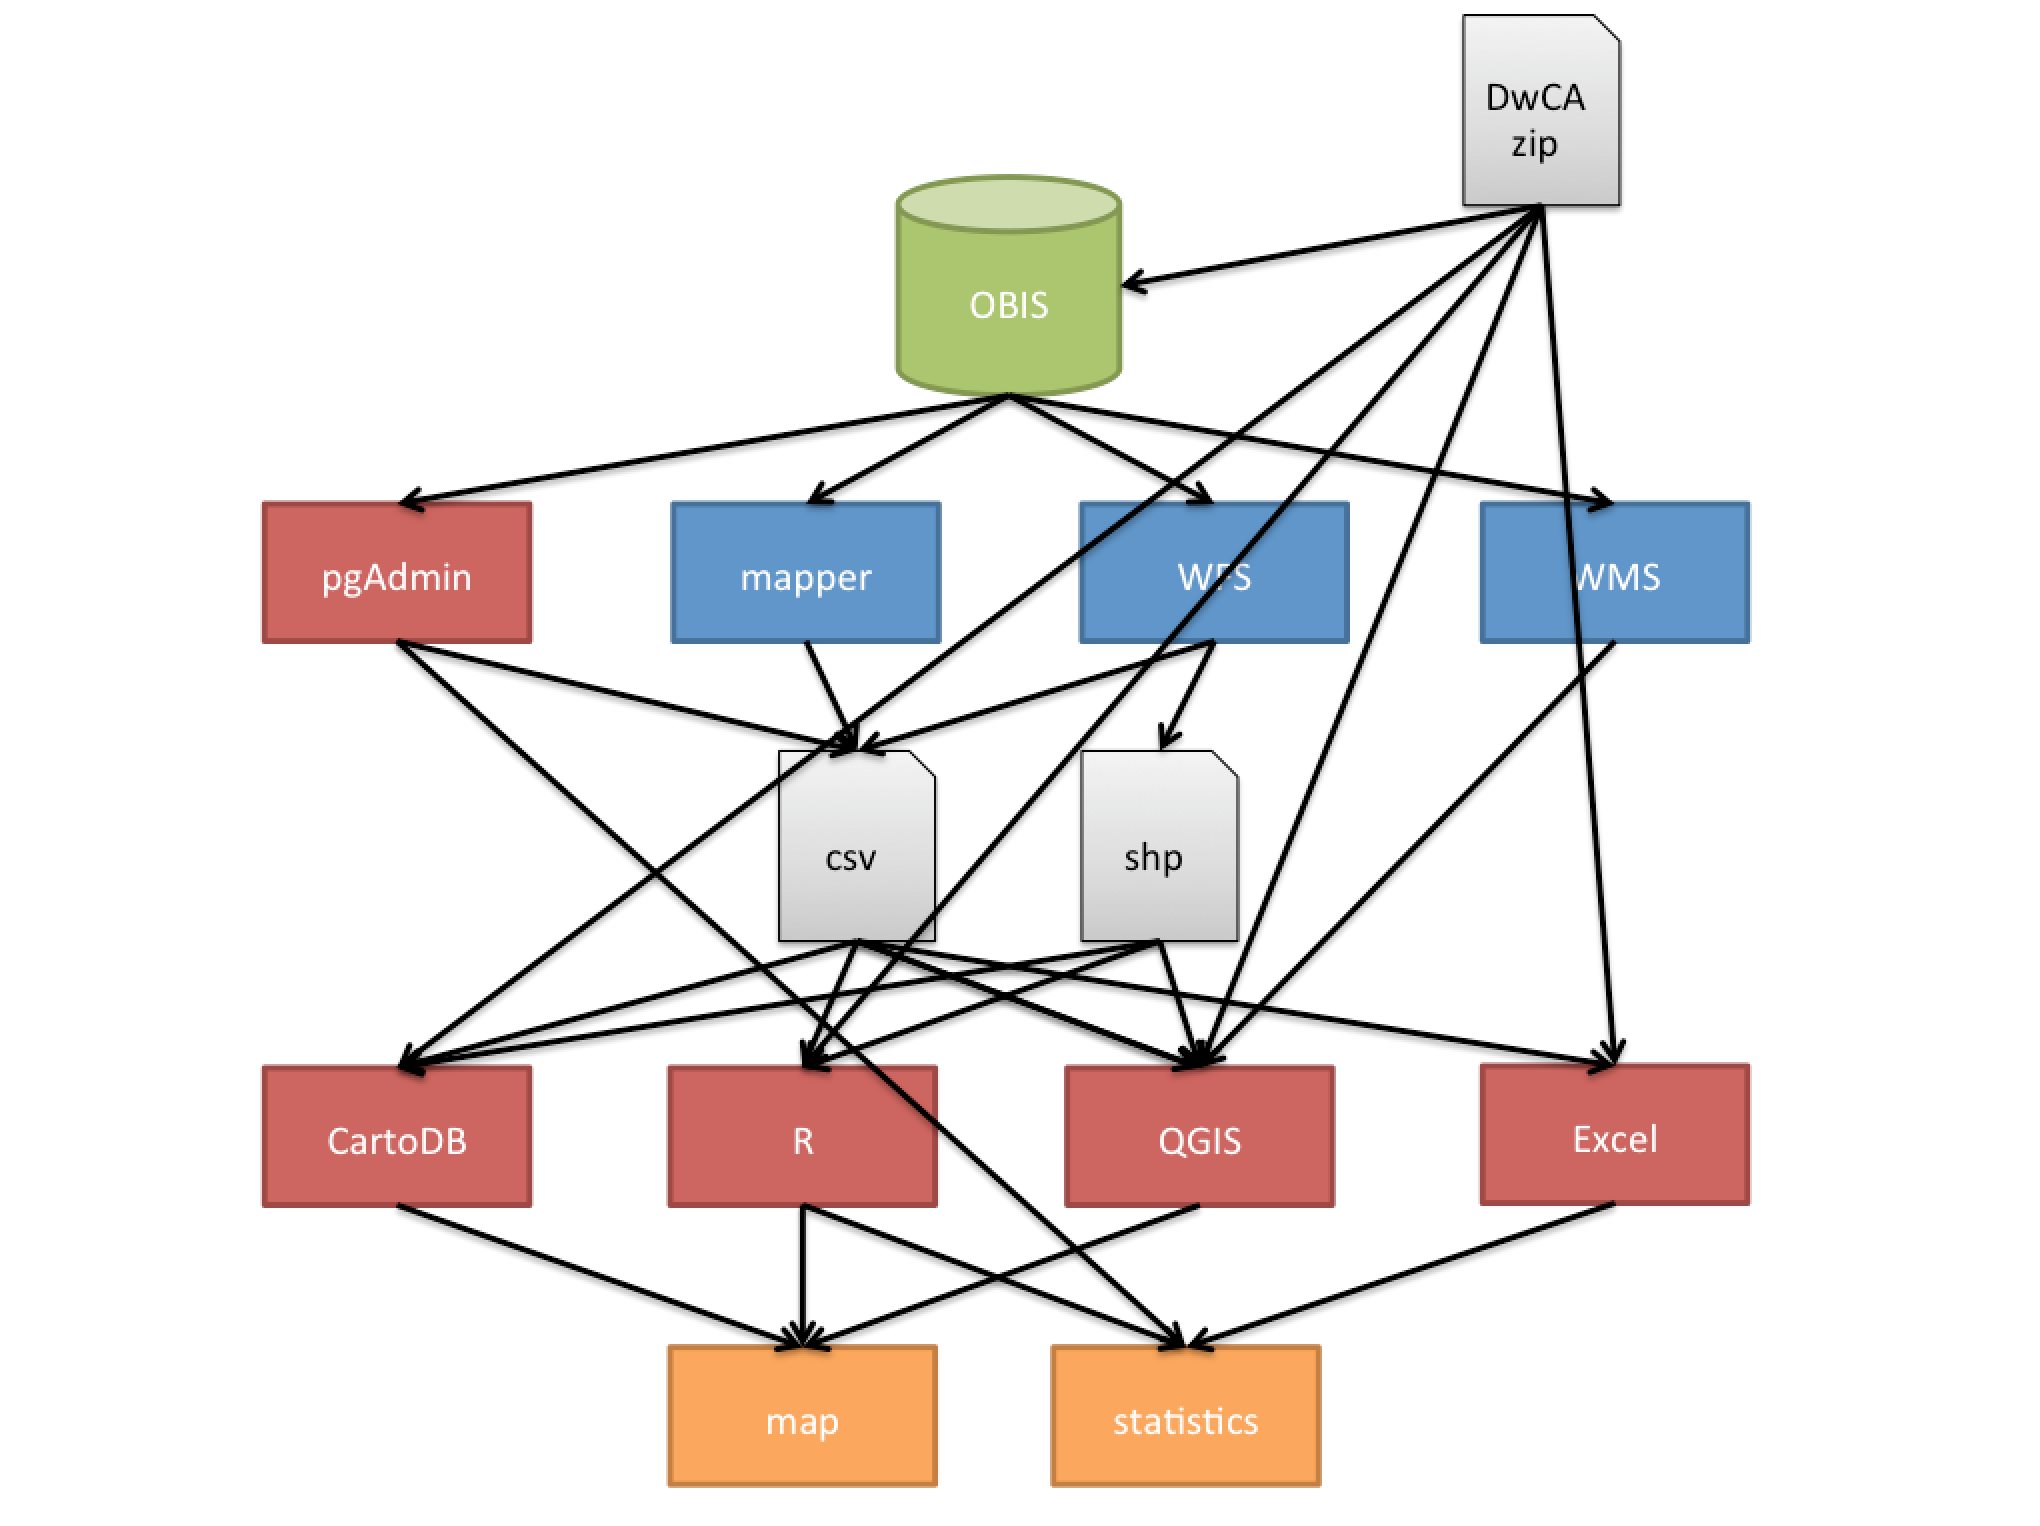 DwCA
zip
OBIS
pgAdmin
mapper
WFS
WMS
csv
shp
CartoDB
R
QGIS
Excel
map
statistics